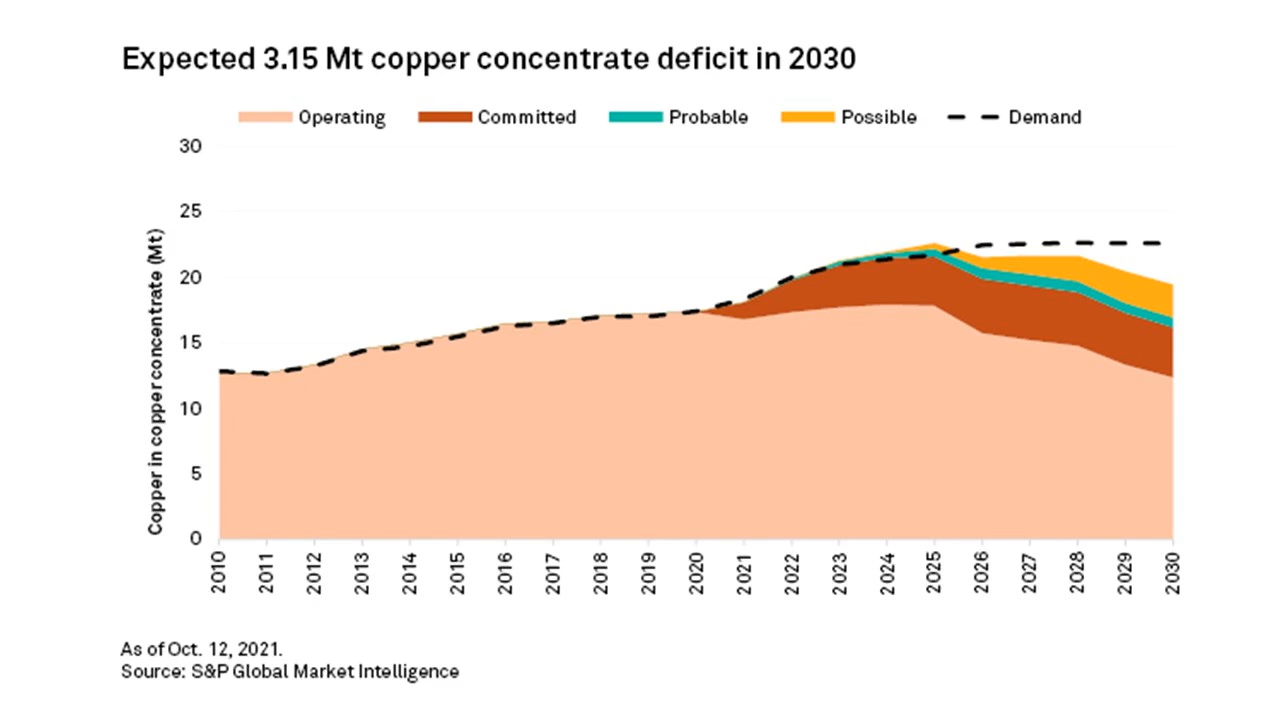 Expected 3.15 Mt copper concentrate deficit in 2030
Operating Committed Probable Possible Demand
30
25
20
15
10
5
0
Copper in copper concentrate (Mt)
2010 2011 2012 2013 2014 2015 2016 2017 2018 2019 2020 2021 2022 2023 2024 2025 2026 2027 2028 2029 2030
As of Oct. 12, 2021.
Source: S&P Global Market Intelligence